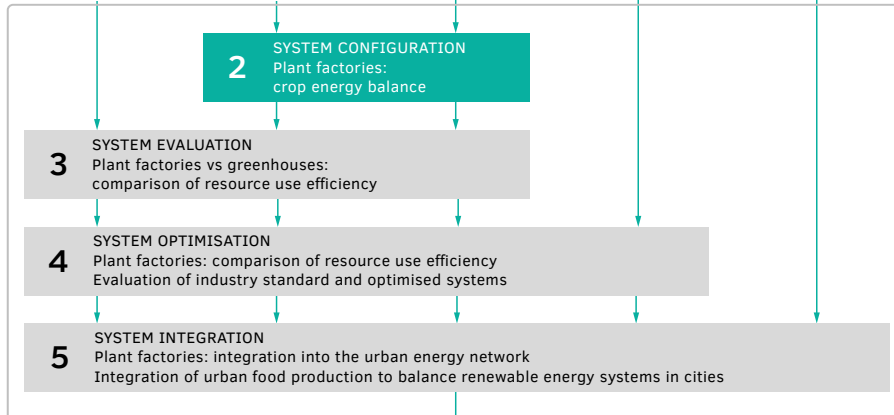 2
SYSTEM CONFIGURATION
Plant factories:
crop energy balance
3
SYSTEM EVALUATION
Plant factories vs greenhouses:
comparison of resource use efficiency
4
SYSTEM OPTIMISATION
Plant factories: comparison of resource use efficiency
Evaluation of industry standard and optimised systems
5
SYSTEM INTEGRATION
Plant factories: integration into the urban energy network
Integration of urban food production to balance renewable energy systems in cities